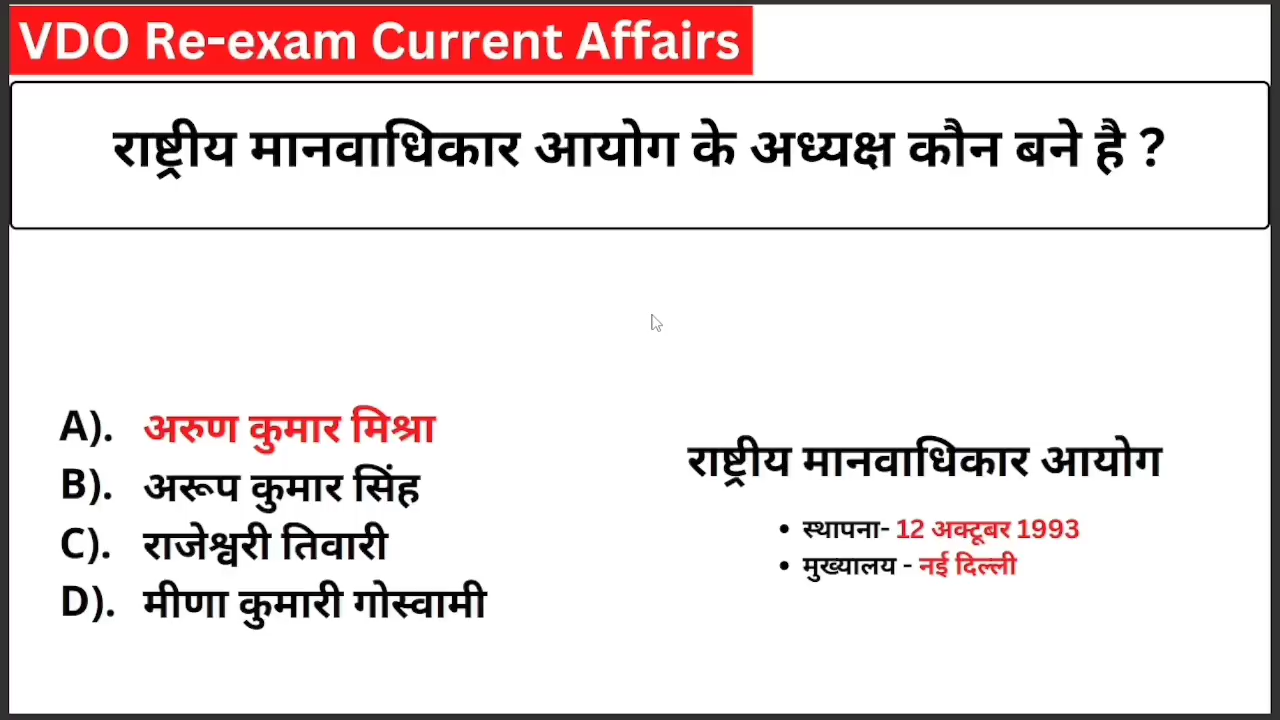 VDO Re-exam Current Affairs
राष्ट्रीय मानवाधिकार आयोग के अध्यक्ष कौन बने है ?
A). अरुण कुमार मिश्रा
B). अरूप कुमार सिंह
C). राजेश्वरी तिवारी
D). मीणा कुमारी गोस्वामी
राष्ट्रीय मानवाधिकार आयोग
• स्थापना- 12 अक्टूबर 1993
• मुख्यालय - नई दिल्ली